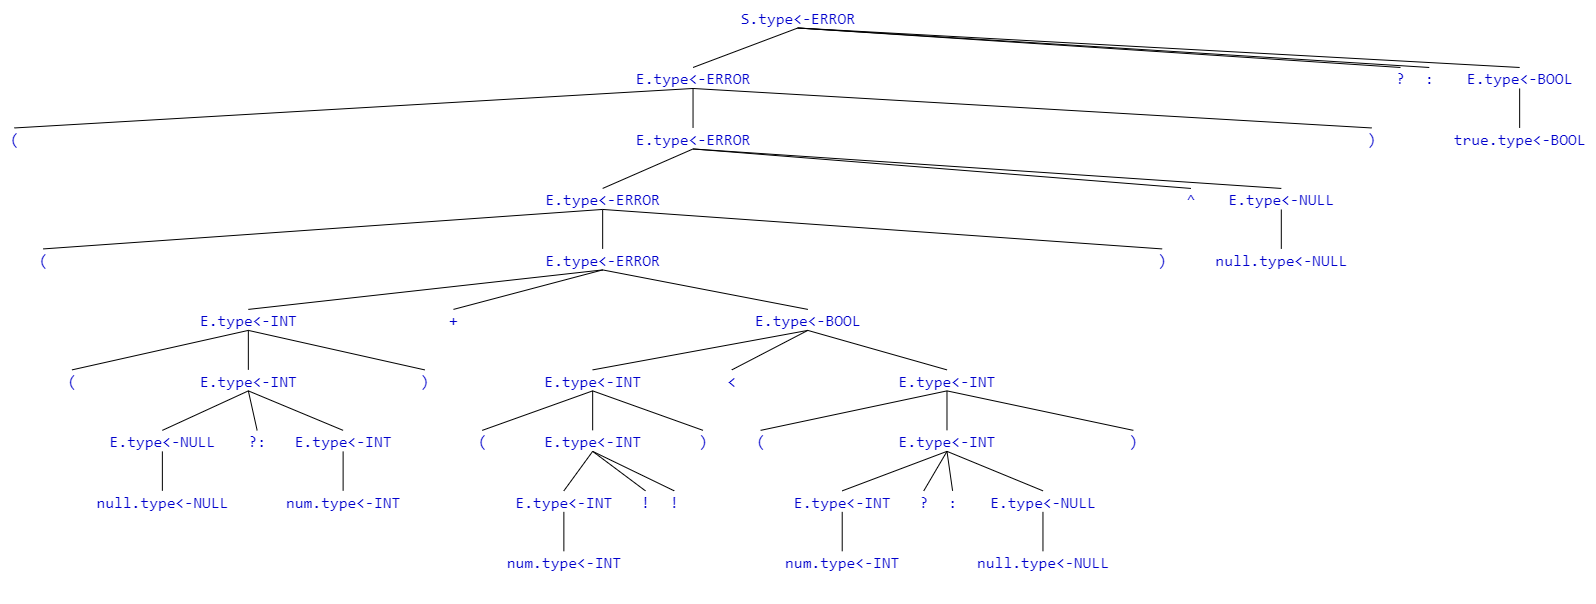 S.type<-ERROR
E.type<-ERROR ? : E.type<-BOOL
( E.type<-ERROR ) true.type<-BOOL
E.type<-ERROR ^ E.type<-NULL
( E.type<-ERROR ) null.type<-NULL
E.type<-INT + E.type<-BOOL
( E.type<-INT ) E.type<-INT < E.type<-INT
E.type<-NULL ?: E.type<-INT ( E.type<-INT ) ( E.type<-INT )
null.type<-NULL num.type<-INT E.type<-INT ! ! E.type<-INT ? : E.type<-NULL
num.type<-INT num.type<-INT null.type<-NULL